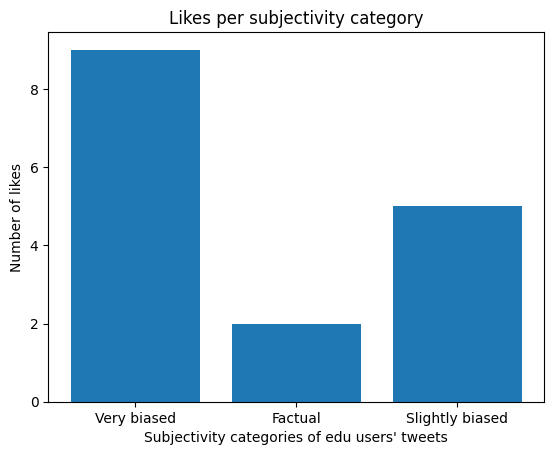 Likes per subjectivity category
Number of likes
8
6
4
2
0
Very biased Factual Slightly biased
Subjectivity categories of edu users' tweets